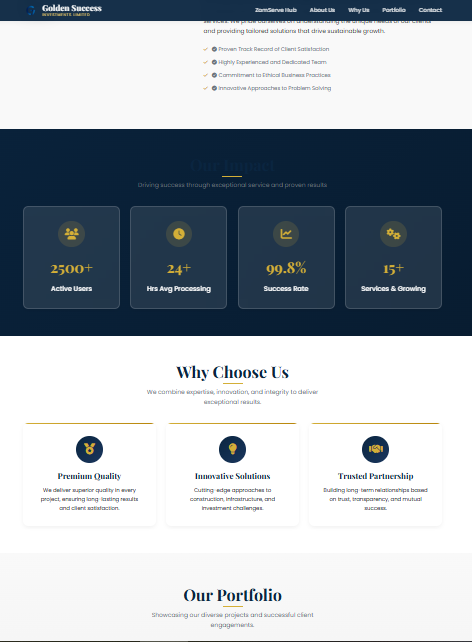 Golden Success
INVESTMENTS LIMITED
ZamServe Hub About Us Why Us Portfolio Contact
services. We pride ourselves on understanding the unique needs of our clients
and providing tailored solutions that drive sustainable growth.
Proven Track Record of Client Satisfaction
Highly Experienced and Dedicated Team
Commitment to Ethical Business Practices
Innovative Approaches to Problem Solving
Our Impact
Driving success through exceptional service and proven results
2500+ 24+ 99.8% 15+
Active Users Hrs Avg Processing Success Rate Services & Growing
Why Choose Us
We combine expertise, innovation, and integrity to deliver
exceptional results.
Premium Quality
We deliver superior quality in every
project, ensuring long-lasting results
and client satisfaction.
Innovative Solutions
Cutting-edge approaches to
construction, infrastructure, and
investment challenges.
Trusted Partnership
Building long-term relationships based
on trust, transparency, and mutual
success.
Our Portfolio
Showcasing our diverse projects and successful client
engagements.